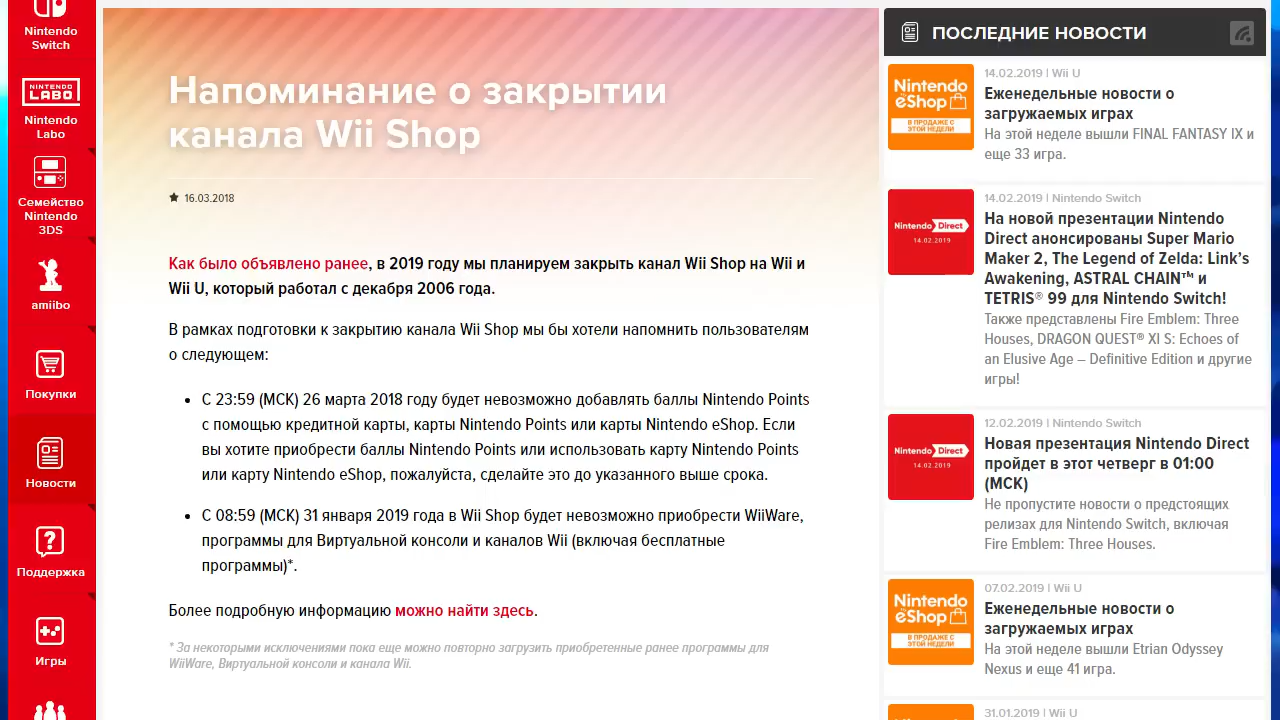 Nintendo
Switch
NINTENDO
LABO
Nintendo
Labo
Семейство
Nintendo
3DS
amiibo
Покупки
Новости
Поддержка
Игры
Напоминание о закрытии
канала Wii Shop
16.03.2018
Как было объявлено ранее, в 2019 году мы планируем закрыть канал Wii Shop на Wii и
Wii U, который работал с декабря 2006 года.
В рамках подготовки к закрытию канала Wii Shop мы бы хотели напомнить пользователям
о следующем:
• С 23:59 (МСК) 26 марта 2018 году будет невозможно добавлять баллы Nintendo Points
с помощью кредитной карты, карты Nintendo Points или карты Nintendo eShop. Если
вы хотите приобрести баллы Nintendo Points или использовать карту Nintendo Points
или карту Nintendo eShop, пожалуйста, сделайте это до указанного выше срока.
• С 08:59 (МСК) 31 января 2019 года в Wii Shop будет невозможно приобрести WiiWare,
программы для Виртуальной консоли и каналов Wii (включая бесплатные
программы)*.
Более подробную информацию можно найти здесь.
* За некоторыми исключениями пока еще можно повторно загрузить приобретенные ранее программы для
WiiWare, Виртуальной консоли и канала Wii.
ПОСЛЕДНИЕ НОВОСТИ
Nintendo
eShop
В ПРОДАЖЕ С
ЭТОЙ НЕДЕЛИ
14.02.2019 | Wii U
Еженедельные новости о
загружаемых играх
На этой неделе вышли FINAL FANTASY IX и
еще 33 игра.
Nintendo Direct
14.02.2019
14.02.2019 | Nintendo Switch
На новой презентации Nintendo
Direct анонсированы Super Mario
Maker 2, The Legend of Zelda: Link’s
Awakening, ASTRAL CHAIN™ и
TETRIS® 99 для Nintendo Switch!
Также представлены Fire Emblem: Three
Houses, DRAGON QUEST® XI S: Echoes of
an Elusive Age – Definitive Edition и другие
игры!
Nintendo Direct
14.02.2019
12.02.2019 | Nintendo Switch
Новая презентация Nintendo Direct
пройдет в этот четверг в 01:00
(МСК)
Не пропустите новости о предстоящих
релизах для Nintendo Switch, включая
Fire Emblem: Three Houses.
Nintendo
eShop
В ПРОДАЖЕ С
ЭТОЙ НЕДЕЛИ
07.02.2019 | Wii U
Еженедельные новости о
загружаемых играх
На этой неделе вышли Etrian Odyssey
Nexus и еще 41 игра.
31.01.2019 | Wii U